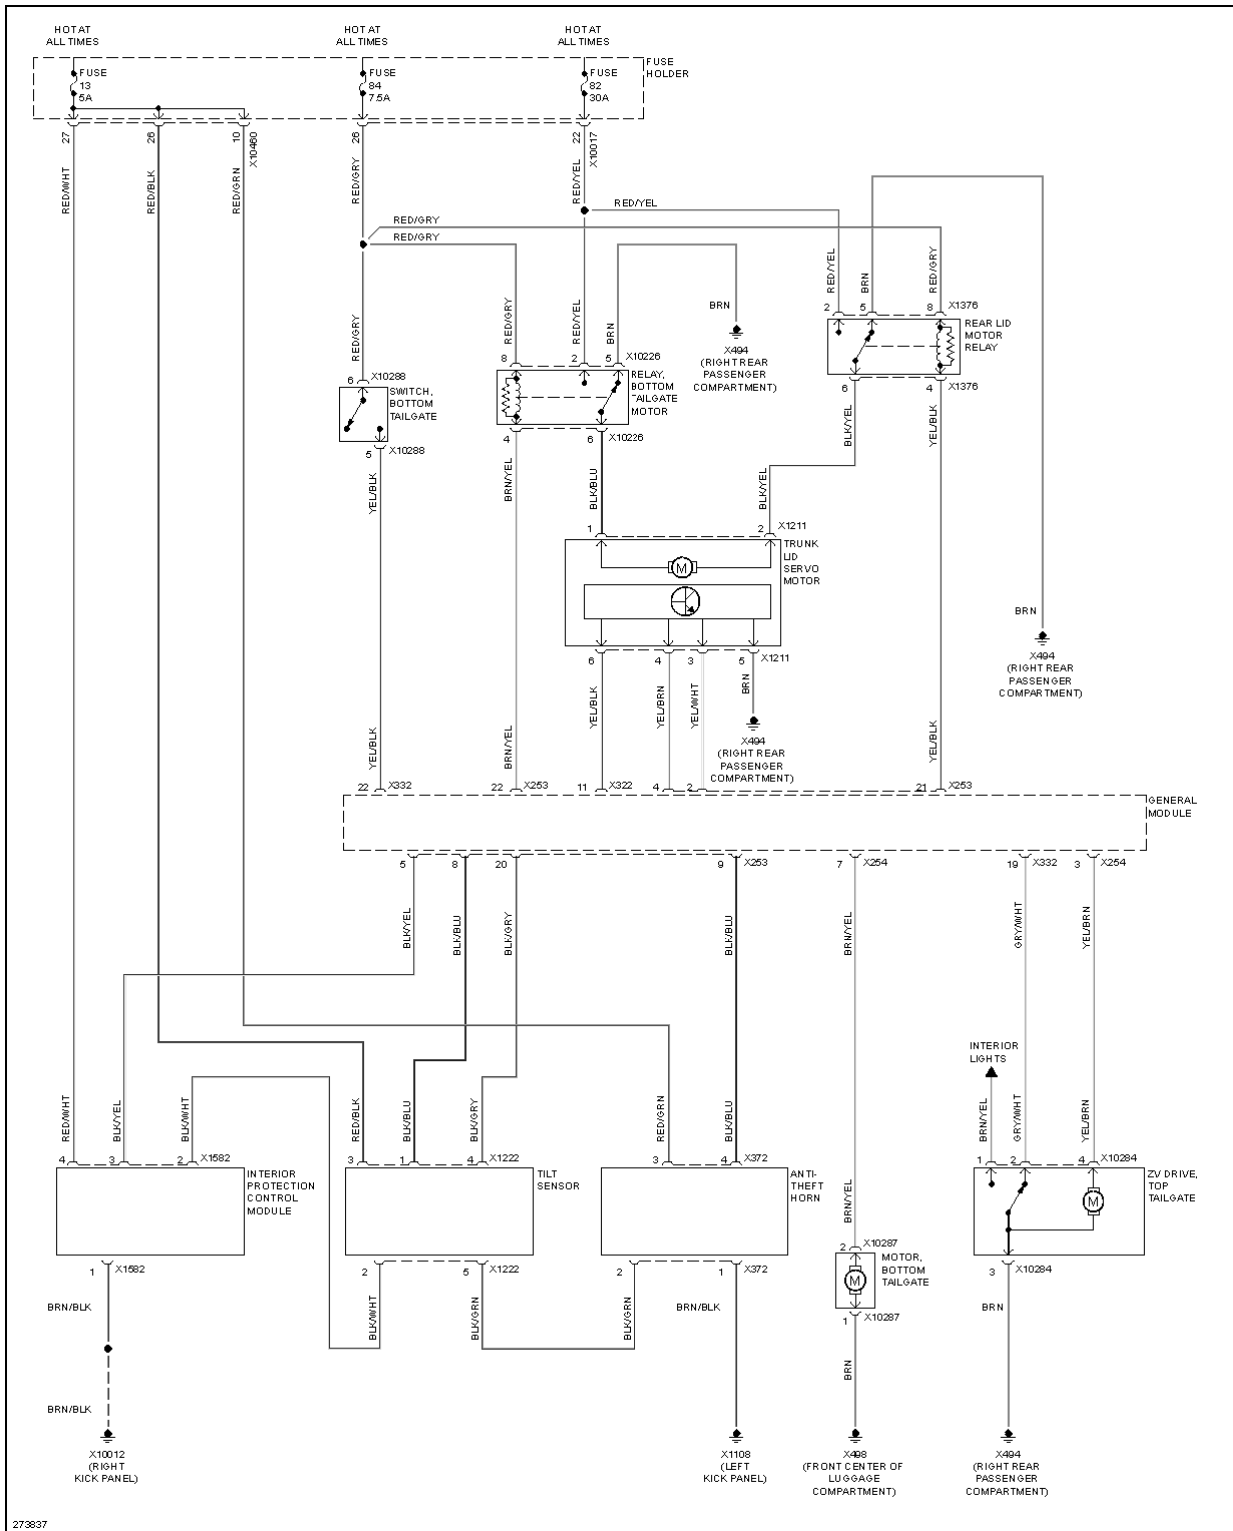 HOT AT
ALL TIMES
HOT AT
ALL TIMES
HOT AT
ALL TIMES
FUSE
13
5A
FUSE
84
7.5A
FUSE
82
30A
FUSE
HOLDER
27
26
10
X10460
26
22
X10017
RED/WHT
RED/BLK
RED/GRN
RED/GRY
RED/YEL
RED/YEL
RED/GRY
RED/GRY
RED/GRY
RED/GRY
RED/YEL
BRN
BRN
X494
(RIGHT REAR
PASSENGER
COMPARTMENT)
RED/YEL
BRN
RED/GRY
2
5
8
X1376
REAR LID
MOTOR
RELAY
6
4
X1376
6
X10288
SWITCH,
BOTTOM
TAILGATE
5
X10288
8
2
5
X10226
RELAY,
BOTTOM
TAILGATE
MOTOR
4
6
X10226
YEL/BLK
BRN/YEL
BLK/BLU
BLK/YEL
BLK/YEL
YEL/BLK
1
2
X1211
TRUNK
LID
SERVO
MOTOR
M
6
4
3
5
X1211
YEL/BLK
YEL/BRN
YEL/WHT
BRN
X494
(RIGHT REAR
PASSENGER
COMPARTMENT)
BRN
X494
(RIGHT REAR
PASSENGER
COMPARTMENT)
YEL/BLK
BRN/YEL
YEL/BLK
22
X332
22
X253
11
X322
4
2
21
X253
GENERAL
MODULE
5
8
20
9
X253
7
X254
19
X332
3
X254
BLK/YEL
BLK/BLU
BLK/GRY
BLK/BLU
BRN/YEL
GRY/WHT
YEL/BRN
INTERIOR
LIGHTS
RED/WHT
BLK/YEL
BLK/WHT
RED/BLK
BLK/BLU
BLK/GRY
RED/GRN
BLK/BLU
BRN/YEL
BRN/YEL
GRY/WHT
YEL/BRN
4
3
2
X1582
INTERIOR
PROTECTION
CONTROL
MODULE
3
1
4
X1222
TILT
SENSOR
3
4
X372
ANTI-
THEFT
HORN
1
2
4
X10284
ZV DRIVE,
TOP
TAILGATE
M
2
X10287
MOTOR,
BOTTOM
TAILGATE
M
1
X10287
1
X1582
2
5
X1222
2
1
X372
3
X10284
BRN/BLK
BLK/WHT
BLK/GRN
BLK/GRN
BRN/BLK
BRN
BRN
BRN/BLK
X10012
(RIGHT
KICK PANEL)
X1108
(LEFT
KICK PANEL)
X498
(FRONT CENTER OF
LUGGAGE
COMPARTMENT)
X494
(RIGHT REAR
PASSENGER
COMPARTMENT)
273837